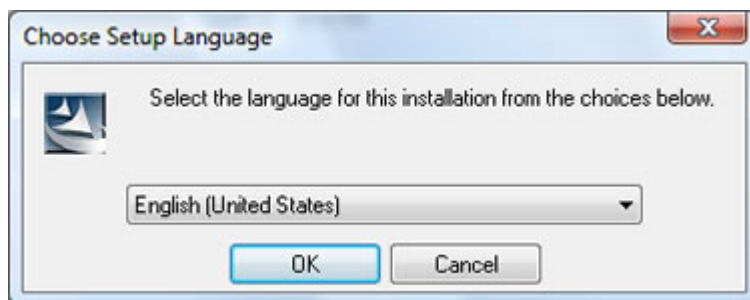 Choose Setup Language
Select the language for this installation from the choices below.
English (United States)
OK
Cancel